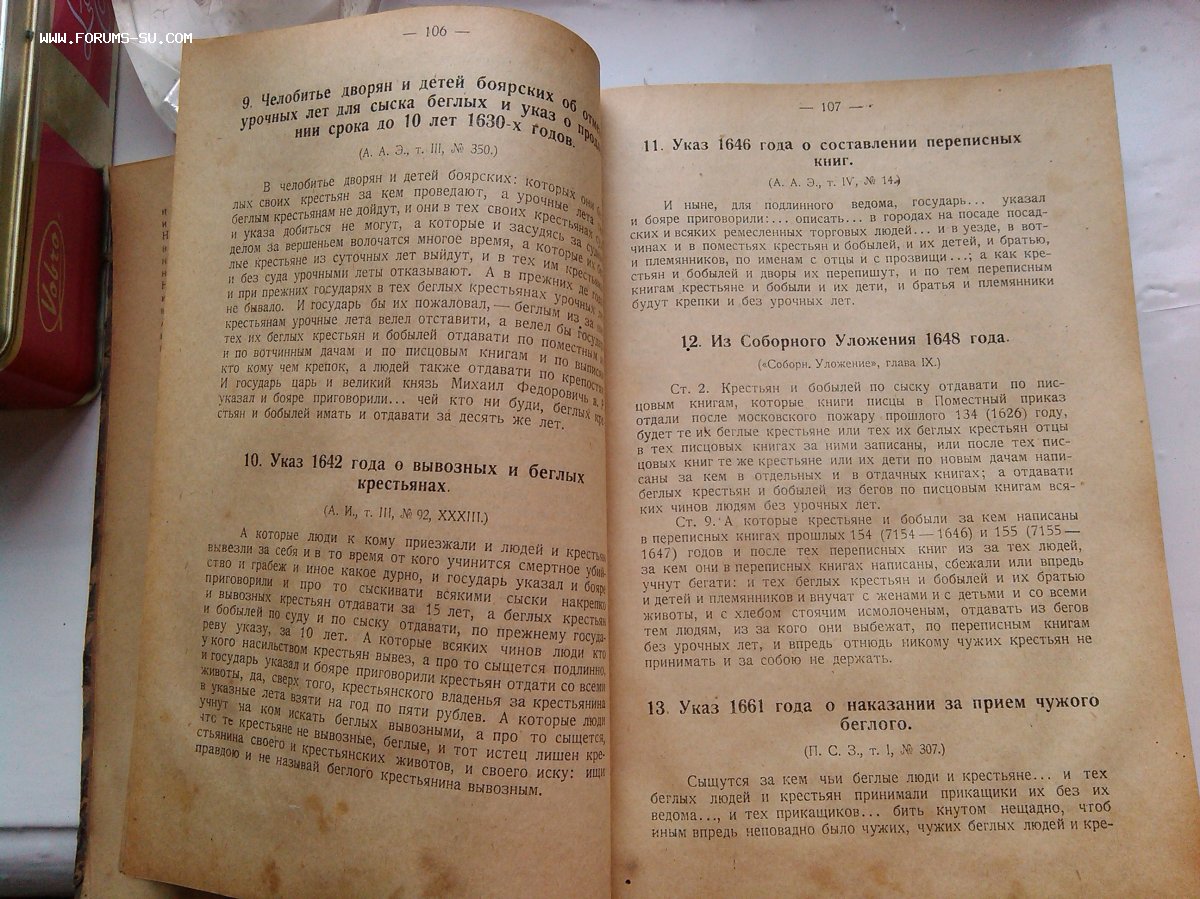 www.forums-su.com
Vobro
— 106 —
9. Челобитье дворян и детей боярских об
урочных лет для сыска беглых и указ о
нии срока до 10 лет 1630-х годов.
(А. А. Э., т. III, № 350.)
В челобитье дворян и детей боярских: которых они
лых своих крестьян за кем проведают, а урочные лета
беглым крестьянам не дойдут, и они в тех своих крестьянах
и указа добиться не могут, а которые и засудясь за
делом за вершеньем волочатся многое время, а которые их
лые крестьяне из суточных лет выйдут, и в тех им
и без суда урочными леты отказывают. А в прежних де
и при прежних государях в тех беглых крестьянах урочных
не бывало. И государь бы их пожаловал, — беглым из за
крестьянам урочные лета велел отставити, а велел бы
тех их беглых крестьян и бобылей отдавати по поместным
и по вотчинным дачам и по писцовым книгам и по
кто кому чем крепок, а людей также отдавати по
И государь царь и великий князь Михаил Федоровичь
указал и бояре приговорили... чей кто ни буди, беглых
стьян и бобылей имать и отдавати за десять же лет.
10. Указ 1642 года о вывозных и беглых
крестьянах.
(А. И., т. III, № 92, XXXIII.)
А которые люди к кому приезжали и людей и крестьян
вывезли за себя и в то время от кого учинится смертное убий-
ство и грабеж и иное какое дурно, и государь указал и бояре
приговорили и про то сыскивати всякими сыски накрепко
и вывозных крестьян отдавати за 15 лет, а беглых крестьян
и бобылей по суду и по сыску отдавати, по прежнему госуда-
реву указу, за 10 лет. А которые всяких чинов люди кто
у кого насильством крестьян вывез, а про то сыщется подлинно,
и государь указал и бояре приговорили крестьян отдати со всеми
животы, да, сверх того, крестьянского владенья за крестьянина
в указные лета взяти на год по пяти рублев. А которые люди
учнут на ком искать беглых вывозными, а про то сыщется,
что те крестьяне не вывозные, беглые, и тот истец лишен кре-
стьянина своего и крестьянских животов, и своего иску: ищи
правдою и не называй беглого крестьянина вывозным.
— 107 —
11. Указ 1646 года о составлении переписных
книг.
(А. А. Э., т. IV, № 14.)
И ныне, для подлинного ведома, государь... указал
и бояре приговорили:... описать... в городах на посаде посад-
ских и всяких ремесленных торговых людей... и в уезде, в вот-
чинах и в поместьях крестьян и бобылей, и их детей, и братью,
и племянников, по именам с отцы и с прозвищи...; а как кре-
стьян и бобылей и дворы их перепишут, и по тем переписным
книгам крестьяне и бобыли и их дети, и братья и племянники
будут крепки и без урочных лет.
12. Из Соборного Уложения 1648 года.
(«Соборн. Уложение», глава IX.)
Ст. 2. Крестьян и бобылей по сыску отдавати по пис-
цовым книгам, которые книги писцы в Поместный приказ
отдали после московского пожару прошлого 134 (1626) году,
будет те их беглые крестьяне или тех их беглых крестьян отцы
в тех писцовых книгах за ними записаны, или после тех пис-
цовых книг те же крестьяне или их дети по новым дачам напи-
саны за кем в отдельных и в отдачных книгах; а отдавати
беглых крестьян и бобылей из бегов по писцовым книгам вся-
ких чинов людям без урочных лет.
Ст. 9. А которые крестьяне и бобыли за кем написаны
в переписных книгах прошлых 154 (7154 — 1646) и 155 (7155—
1647) годов и после тех переписных книг из за тех людей,
за кем они в переписных книгах написаны, сбежали или впредь
учнут бегати: и тех беглых крестьян и бобылей и их братью
и детей и племянников и внучат с женами и с детьми и со всеми
животы, и с хлебом стоячим исмолоченым, отдавать из бегов
тем людям, из за кого они выбежат, по переписным книгам
без урочных лет, и впредь отнюдь никому чужих крестьян не
принимать и за собою не держать.
13. Указ 1661 года о наказании за прием чужого
беглого.
(П. С. З., т. I, № 307.)
Сыщутся за кем чьи беглые люди и крестьяне... и тех
беглых людей и крестьян принимали прикащики их без их
ведома..., и тех прикащиков... бить кнутом нещадно, чтоб
иным впредь неповадно было чужих, чужих беглых людей и кре-